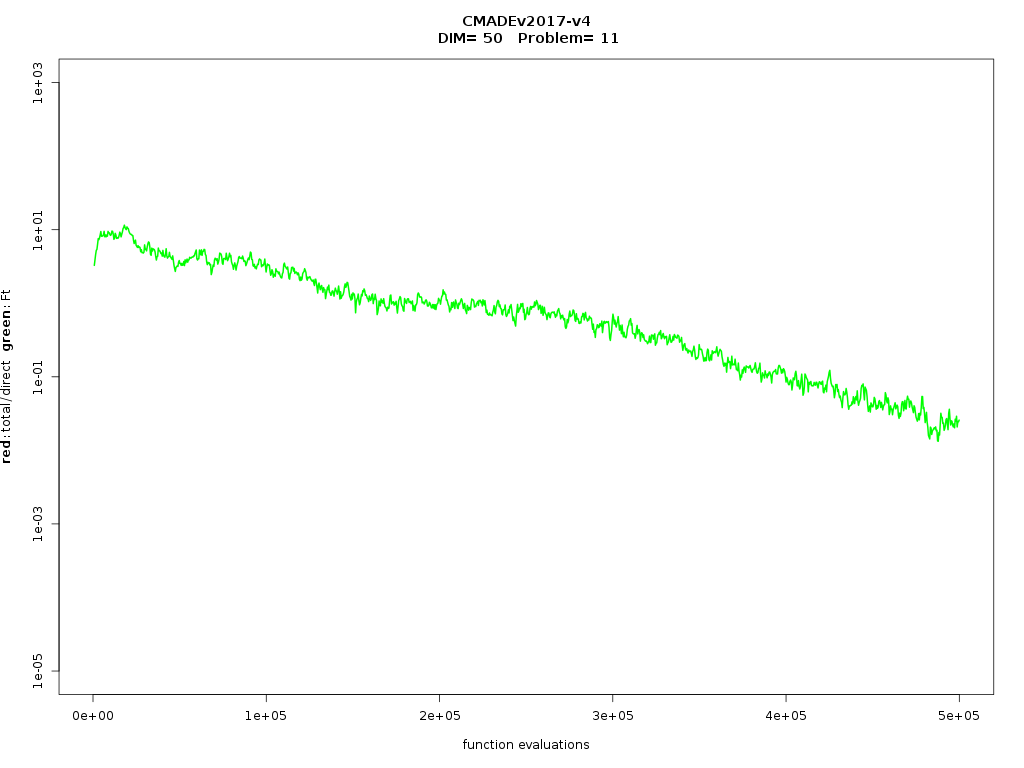 CMADEv2017-v4
DIM= 50   Problem= 11
1e+03
1e+01
1e-01
1e-03
1e-05
red:total/direct  green: Ft
0e+00
1e+05
2e+05
3e+05
4e+05
5e+05
function evaluations